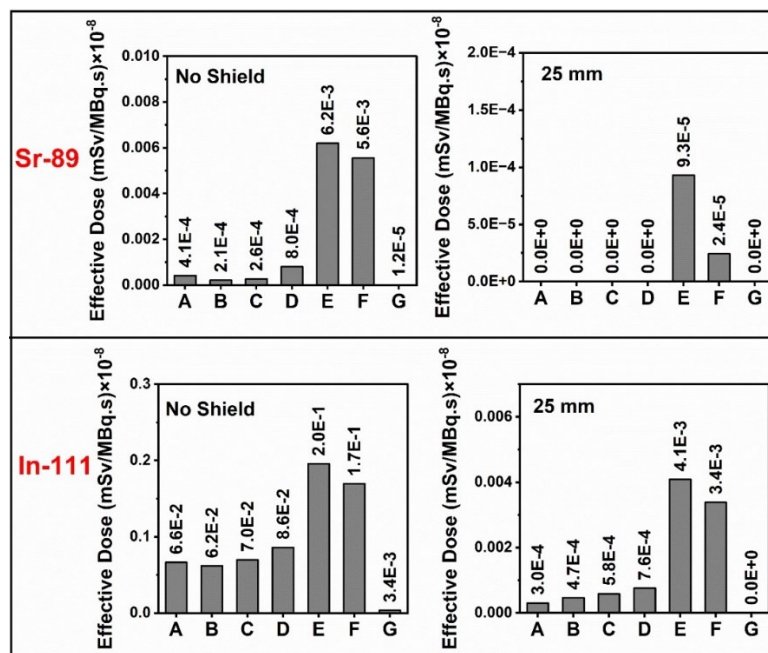 Sr-89
Effective Dose (mSv/MBq.s)×10⁻⁸
No Shield
0.010
0.008
0.006
0.004
0.002
0.000
4.1E-4
2.1E-4
2.6E-4
8.0E-4
6.2E-3
5.6E-3
1.2E-5
A B C D E F G
Effective Dose (mSv/MBq.s)×10⁻⁸
25 mm
2.0E-4
1.5E-4
1.0E-4
5.0E-5
0.0E+0
0.0E+0
0.0E+0
0.0E+0
0.0E+0
9.3E-5
2.4E-5
0.0E+0
A B C D E F G
In-111
Effective Dose (mSv/MBq.s)×10⁻⁸
No Shield
0.3
0.2
0.1
0.0
6.6E-2
6.2E-2
7.0E-2
8.6E-2
2.0E-1
1.7E-1
3.4E-3
A B C D E F G
Effective Dose (mSv/MBq.s)×10⁻⁸
25 mm
0.006
0.004
0.002
0.000
3.0E-4
4.7E-4
5.8E-4
7.6E-4
4.1E-3
3.4E-3
0.0E+0
A B C D E F G